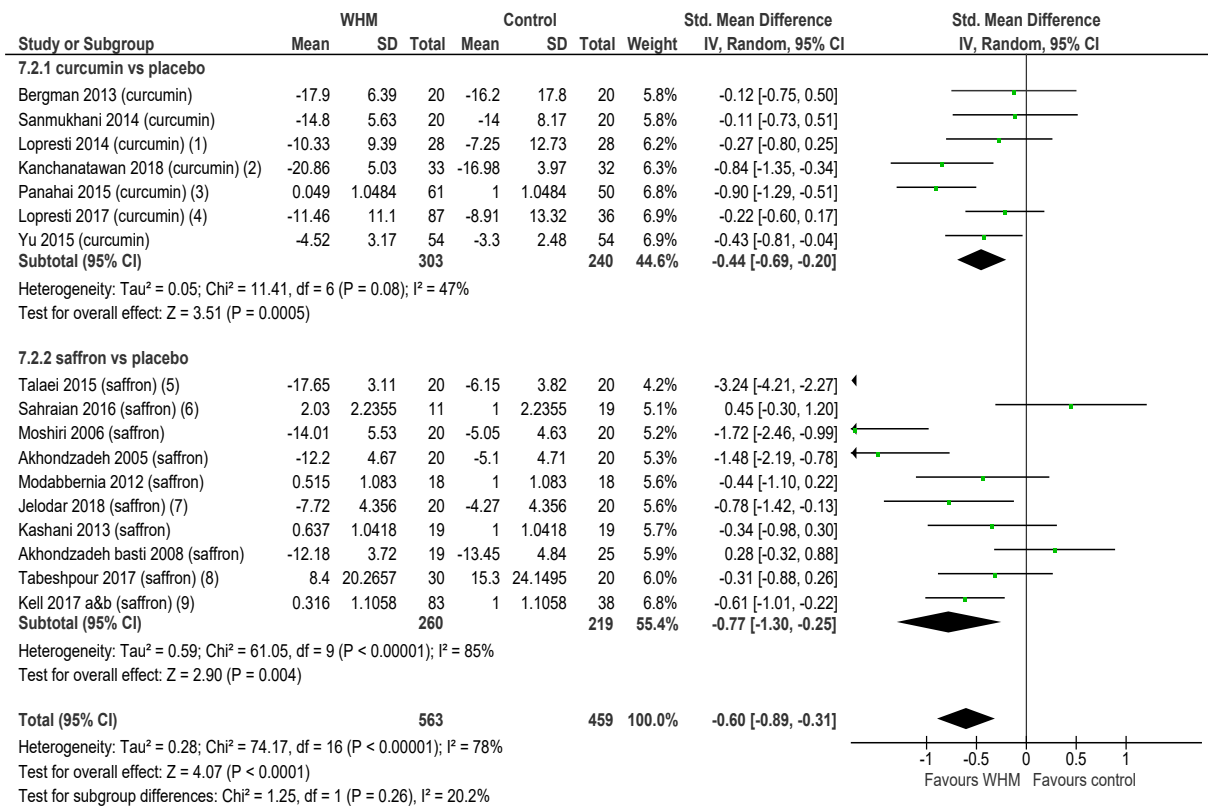 WHM Control Std. Mean Difference Std. Mean Difference
Study or Subgroup Mean SD Total Mean SD Total Weight IV, Random, 95% CI IV, Random, 95% CI
7.2.1 curcumin vs placebo
Bergman 2013 (curcumin) -17.9 6.39 20 -16.2 17.8 20 5.8% -0.12 [-0.75, 0.50]
Sanmukhani 2014 (curcumin) -14.8 5.63 20 -14 8.17 20 5.8% -0.11 [-0.73, 0.51]
Lopresti 2014 (curcumin) (1) -10.33 9.39 28 -7.25 12.73 28 6.3% -0.27 [-0.80, 0.25]
Kanchanatawan 2018 (curcumin) (2) -20.86 5.03 33 -16.98 3.97 32 6.3% -0.84 [-1.35, -0.34]
Panahai 2015 (curcumin) (3) 0.049 1.0484 61 1 1.0484 50 6.8% -0.90 [-1.29, -0.51]
Lopresti 2017 (curcumin) (4) -11.46 11.1 87 -8.91 13.32 36 6.9% -0.22 [-0.60, 0.17]
Yu 2015 (curcumin) -4.52 3.17 54 -3.3 2.48 54 6.9% -0.43 [-0.81, -0.04]
Subtotal (95% CI) 303 240 44.6% -0.44 [-0.69, -0.20]
Heterogeneity: Tau² = 0.05; Chi² = 11.41, df = 6 (P = 0.08); I² = 47%
Test for overall effect: Z = 3.51 (P = 0.0005)
7.2.2 saffron vs placebo
Talaei 2015 (saffron) (5) -17.65 3.11 20 -6.15 3.82 20 4.2% -3.24 [-4.21, -2.27]
Sahraian 2016 (saffron) (6) 2.03 2.2355 11 1 2.2355 19 5.1% 0.45 [-0.30, 1.20]
Moshiri 2006 (saffron) -14.01 5.53 20 -5.05 4.63 20 5.2% -1.72 [-2.46, -0.99]
Akhondzadeh 2005 (saffron) -12.2 4.67 20 -5.1 4.71 20 5.3% -1.48 [-2.19, -0.78]
Modabbernia 2012 (saffron) 0.515 1.083 18 1 1.083 18 5.6% -0.44 [-1.10, 0.22]
Jelodar 2018 (saffron) (7) -7.72 4.356 20 -4.27 4.356 20 5.6% -0.78 [-1.42, -0.13]
Kashani 2013 (saffron) 0.637 1.0418 19 1 1.0418 19 5.7% -0.34 [-0.98, 0.30]
Akhondzadeh basti 2008 (saffron) -12.18 3.72 19 -13.45 4.84 25 5.9% 0.28 [-0.32, 0.88]
Tabeshpour 2017 (saffron) (8) 8.4 20.2657 30 15.3 24.1495 20 6.0% -0.31 [-0.88, 0.26]
Kell 2017 a&b (saffron) (9) 0.316 1.1058 83 1 1.1058 38 6.8% -0.61 [-1.01, -0.22]
Subtotal (95% CI) 260 219 55.4% -0.77 [-1.30, -0.25]
Heterogeneity: Tau² = 0.59; Chi² = 61.05, df = 9 (P < 0.00001); I² = 85%
Test for overall effect: Z = 2.90 (P = 0.004)
Total (95% CI) 563 459 100.0% -0.60 [-0.89, -0.31]
Heterogeneity: Tau² = 0.28; Chi² = 74.17, df = 16 (P < 0.00001); I² = 78%
Test for overall effect: Z = 4.07 (P < 0.0001)
Test for subgroup differences: Chi² = 1.25, df = 1 (P = 0.26), I² = 20.2%
-1 -0.5 0 0.5 1
Favours WHM Favours control